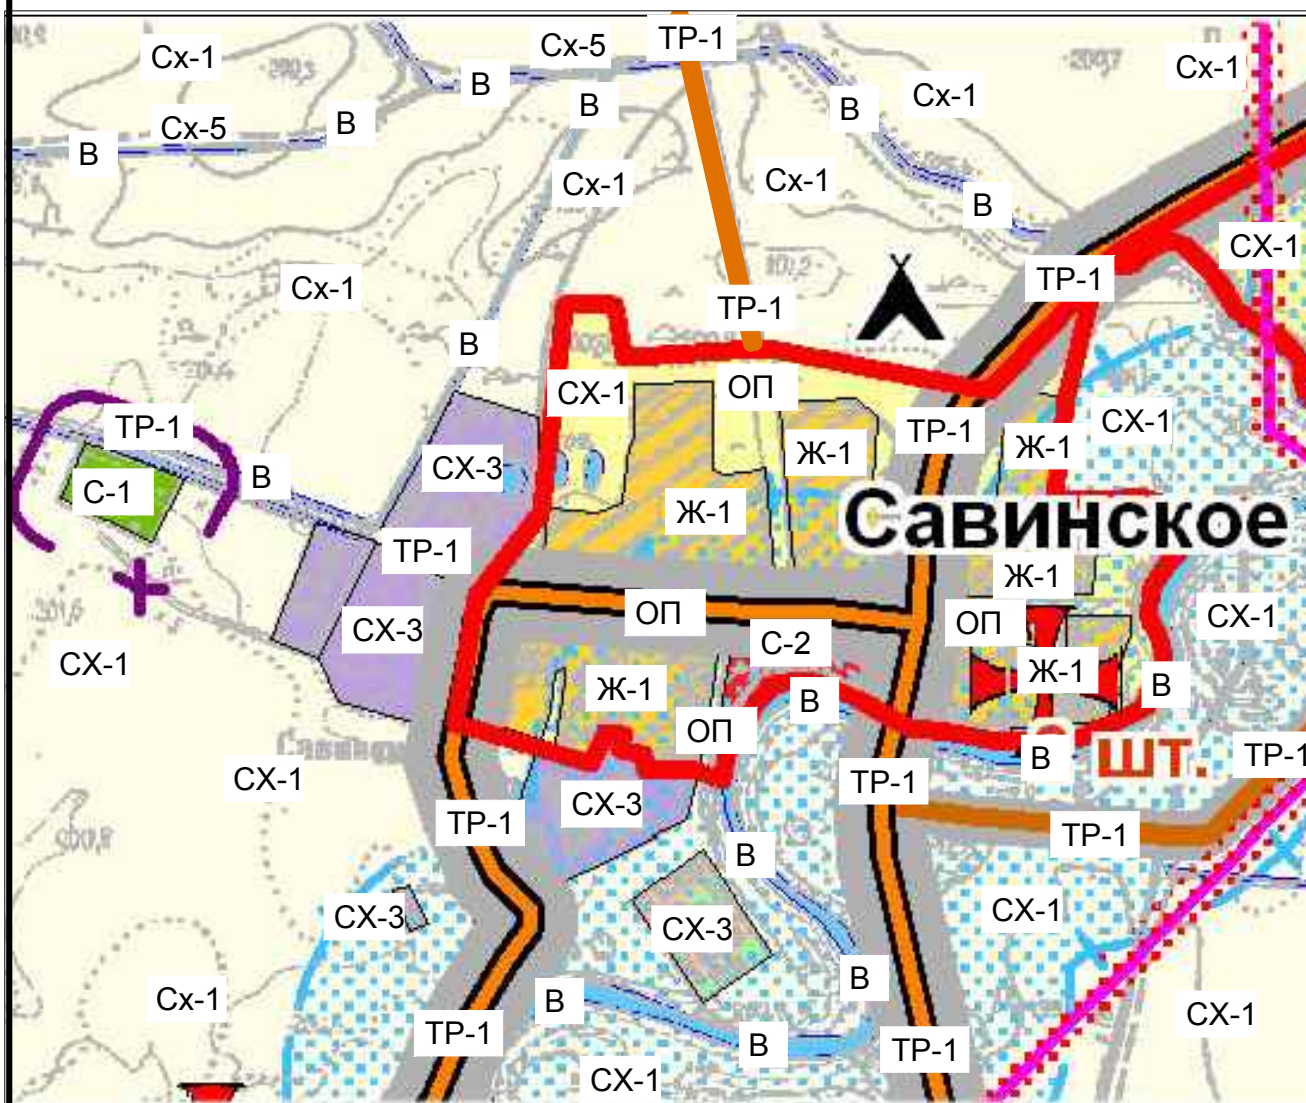 Сх-1
Сх-5
ТР-1
Сх-1
В
В
Сх-1
В
Сх-5
В
В
Сх-1
Сх-1
В
СХ-1
ТР-1
Сх-1
ТР-1
В
ОП
СХ-1
ТР-1
СХ-1
ТР-1
Ж-1
Ж-1
СХ-3
В
С-1
Ж-1
Савинское
ТР-1
Ж-1
ОП
СХ-1
ОП
СХ-3
С-2
СХ-1
Ж-1
Ж-1
В
В
ОП
СХ-1
В
шт.
ТР-1
ТР-1
СХ-3
ТР-1
ТР-1
В
СХ-3
СХ-3
СХ-1
В
Сх-1
В
СХ-1
ТР-1
В
ТР-1
СХ-1